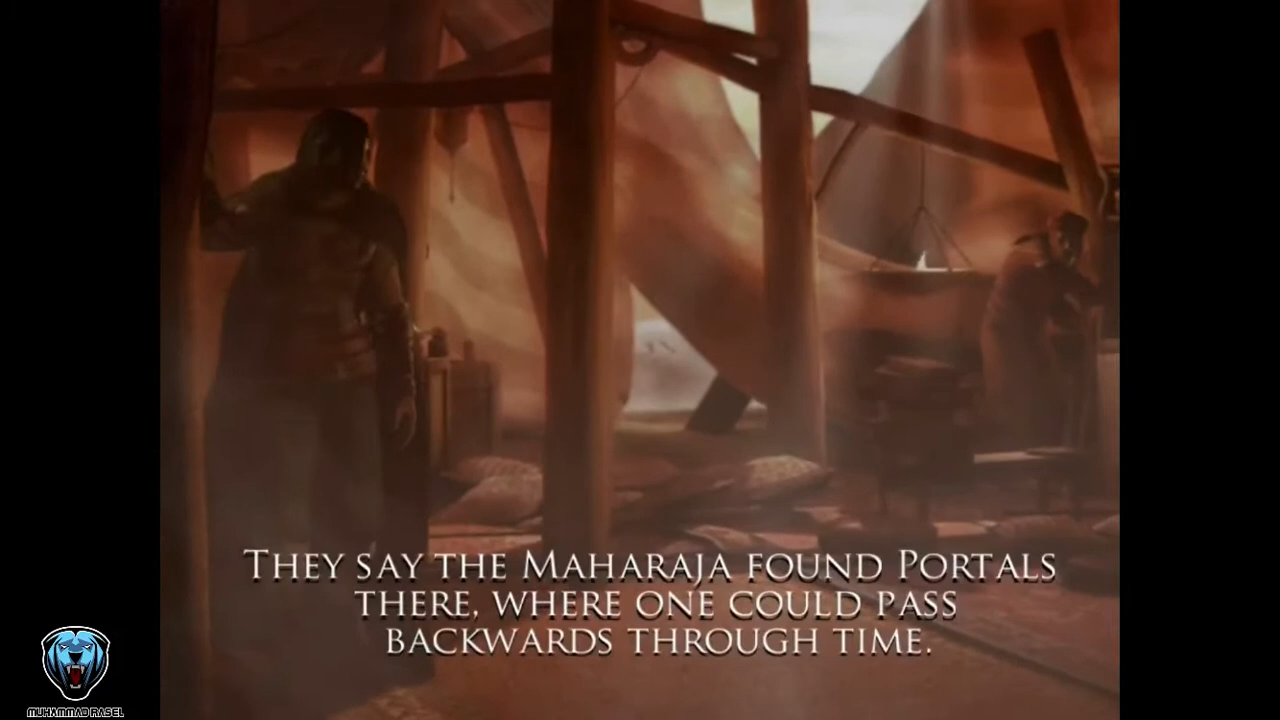 THEY SAY THE MAHARAJA FOUND PORTALS
THERE, WHERE ONE COULD PASS
BACKWARDS THROUGH TIME.
MUHAMMAD RASEL